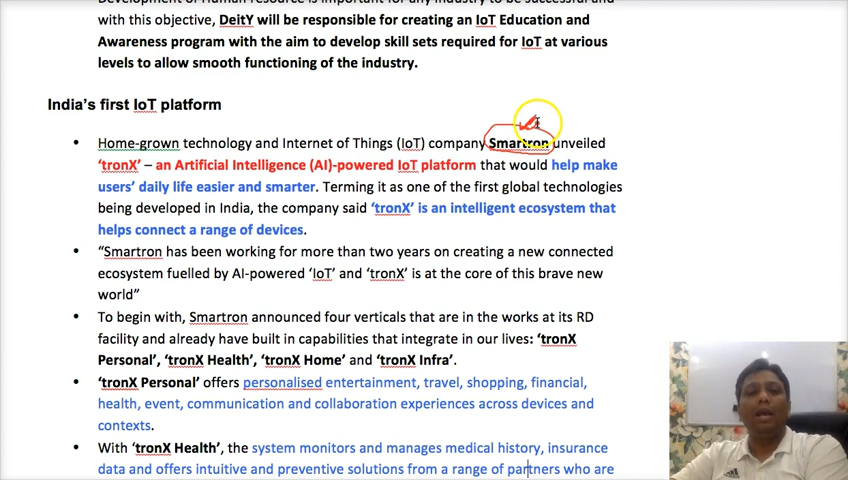 Development of Human resource is important for any industry to be successful and
with this objective, DeitY will be responsible for creating an IoT Education and
Awareness program with the aim to develop skill sets required for IoT at various
levels to allow smooth functioning of the industry.
India's first IoT platform
• Home-grown technology and Internet of Things (IoT) company Smartron unveiled
'tronX' – an Artificial Intelligence (AI)-powered IoT platform that would help make
users' daily life easier and smarter. Terming it as one of the first global technologies
being developed in India, the company said 'tronX' is an intelligent ecosystem that
helps connect a range of devices.
• “Smartron has been working for more than two years on creating a new connected
ecosystem fuelled by AI-powered 'IoT' and 'tronX' is at the core of this brave new
world”
• To begin with, Smartron announced four verticals that are in the works at its RD
facility and already have built in capabilities that integrate in our lives: 'tronX
Personal', 'tronX Health', 'tronX Home' and 'tronX Infra'.
• 'tronX Personal' offers personalised entertainment, travel, shopping, financial,
health, event, communication and collaboration experiences across devices and
contexts.
• With 'tronX Health', the system monitors and manages medical history, insurance
data and offers intuitive and preventive solutions from a range of partners who are